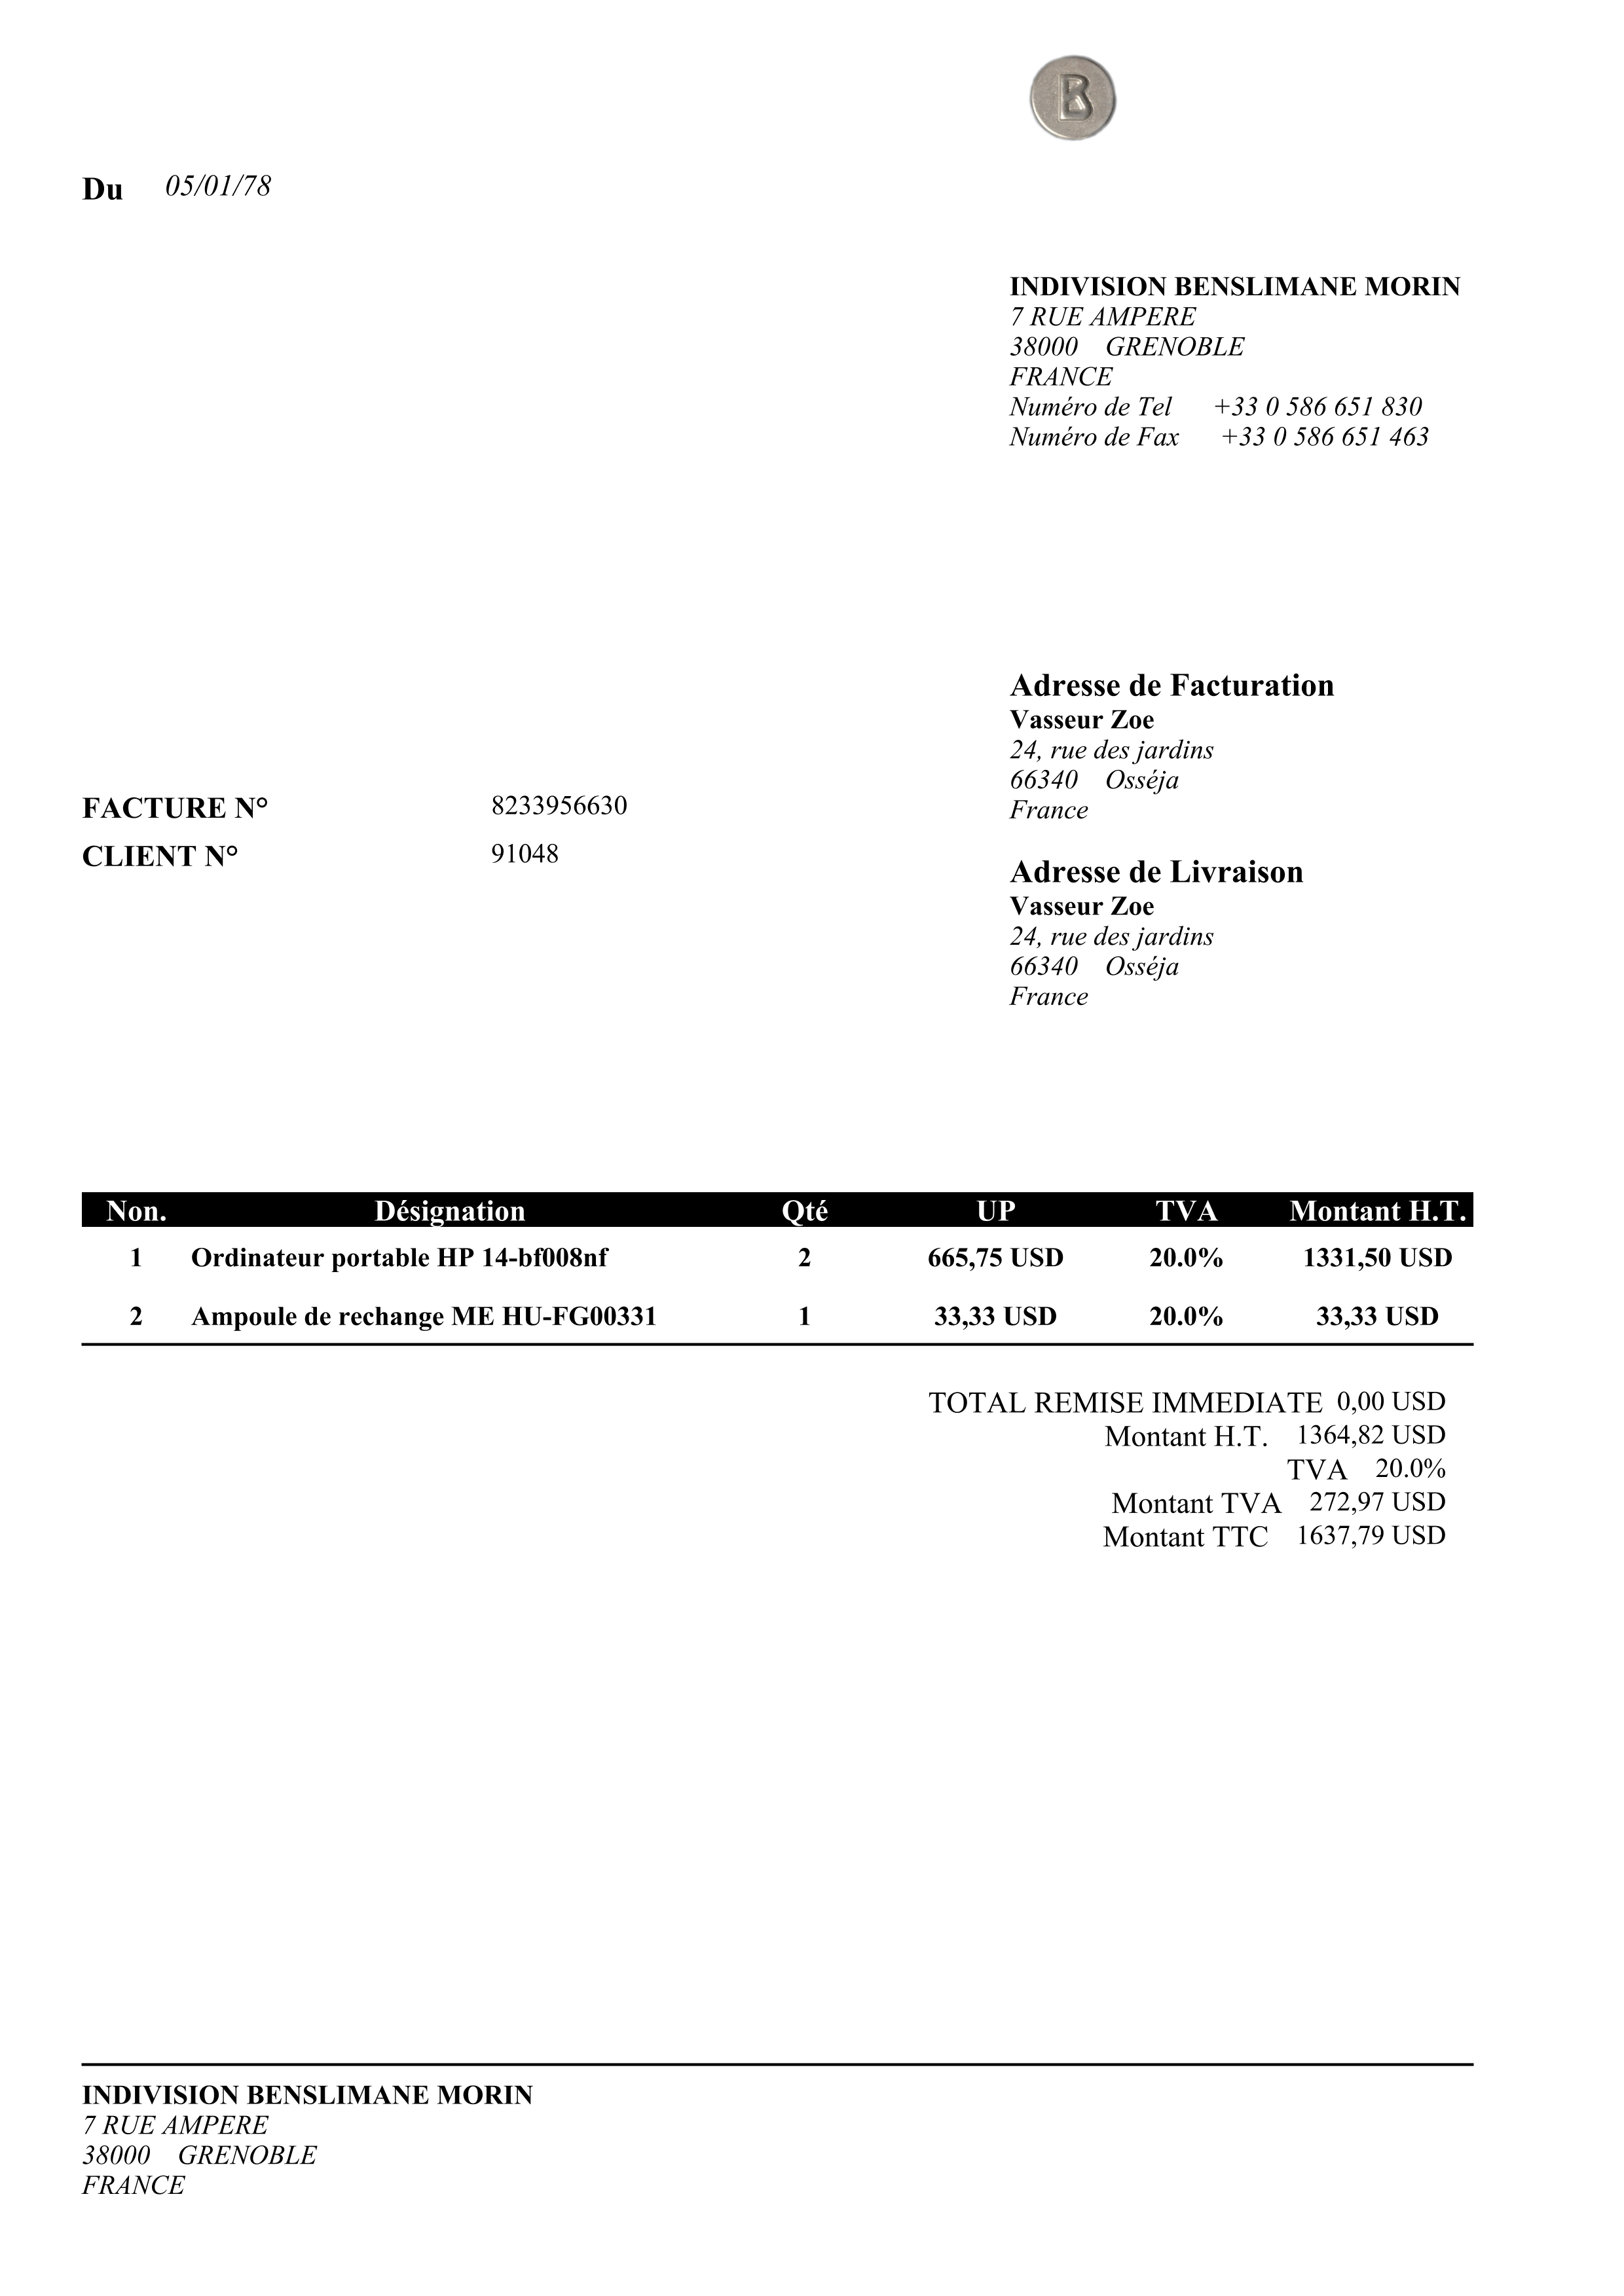 B
Du 05/01/78
INDIVISION BENSLIMANE MORIN
7 RUE AMPERE
38000 GRENOBLE
FRANCE
Numéro de Tel +33 0 586 651 830
Numéro de Fax +33 0 586 651 463
Adresse de Facturation
Vasseur Zoe
24, rue des jardins
66340 Osséja
France
FACTURE N° 8233956630
CLIENT N° 91048
Adresse de Livraison
Vasseur Zoe
24, rue des jardins
66340 Osséja
France
Non. Désignation Qté UP TVA Montant H.T.
1 Ordinateur portable HP 14-bf008nf 2 665,75 USD 20.0% 1331,50 USD
2 Ampoule de rechange ME HU-FG00331 1 33,33 USD 20.0% 33,33 USD
TOTAL REMISE IMMEDIATE 0,00 USD
Montant H.T. 1364,82 USD
TVA 20.0%
Montant TVA 272,97 USD
Montant TTC 1637,79 USD
INDIVISION BENSLIMANE MORIN
7 RUE AMPERE
38000 GRENOBLE
FRANCE